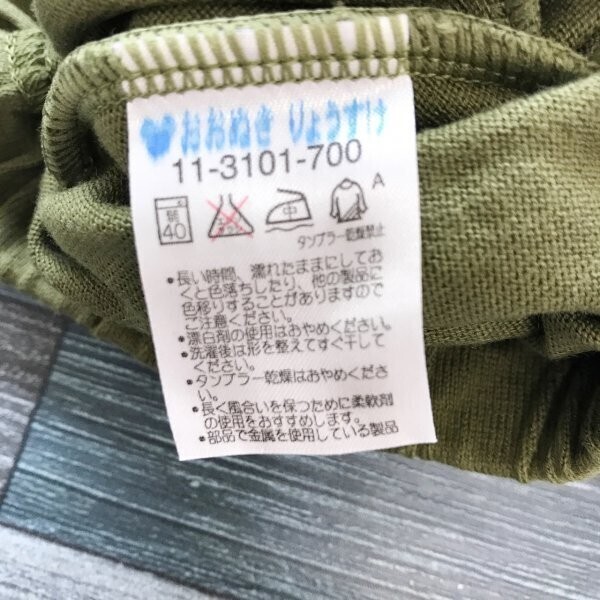 おおぬき りょうすけ
11-3101-700
弱 40
エンソ サラシ
中
A
タンブラー乾燥禁止
●長い時間、濡れたままにしてお
くと色落ちしたり、他の製品に
色移りすることがありますので
ご注意ください。
●漂白剤の使用はおやめください。
●洗濯後は形を整えてすぐ干して
ください。
●タンブラー乾燥はおやめくださ
い。
●長く風合いを保つために柔軟剤
の使用をおすすめします。
●部品で金属を使用している製品